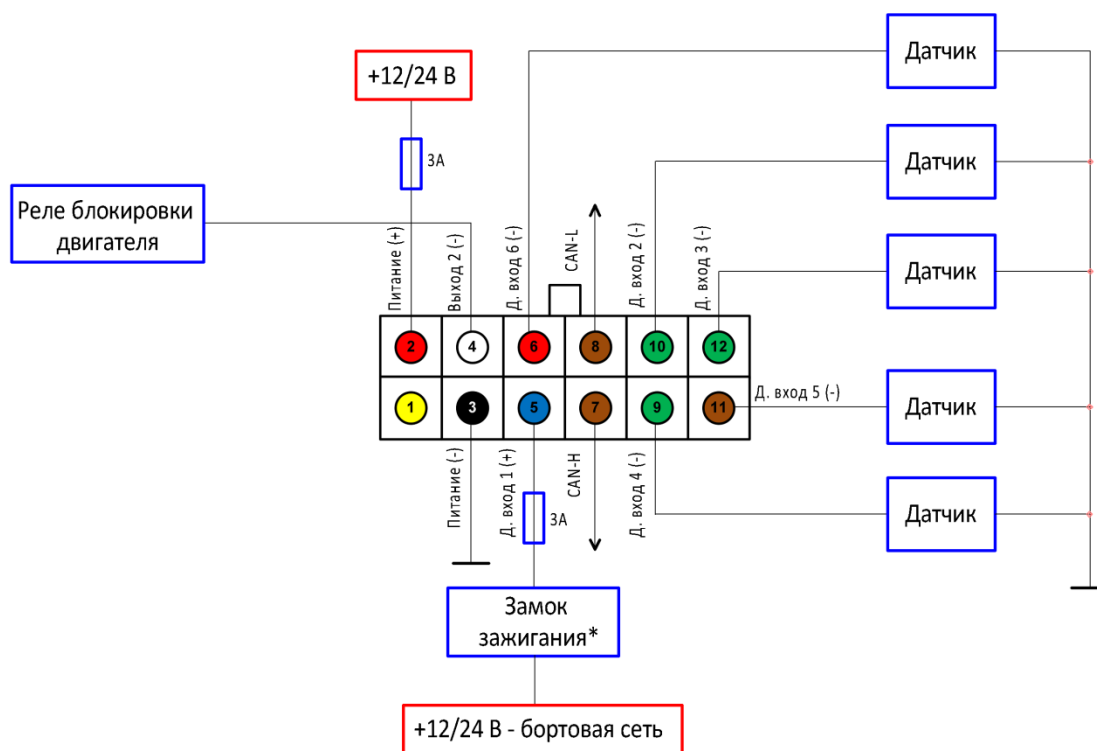 Датчик
+12/24 В
3А
Датчик
Реле блокировки
двигателя
Питание (+)
Выход 2 (-)
Д. вход 6 (-)
CAN-L
Д. вход 2 (-)
Д. вход 3 (-)
Датчик
2
4
6
8
10
12
1
3
5
7
9
11
Д. вход 5 (-)
Датчик
Питание (-)
Д. вход 1 (+)
3А
CAN-H
Д. вход 4 (-)
Датчик
Замок
зажигания*
+12/24 В - бортовая сеть